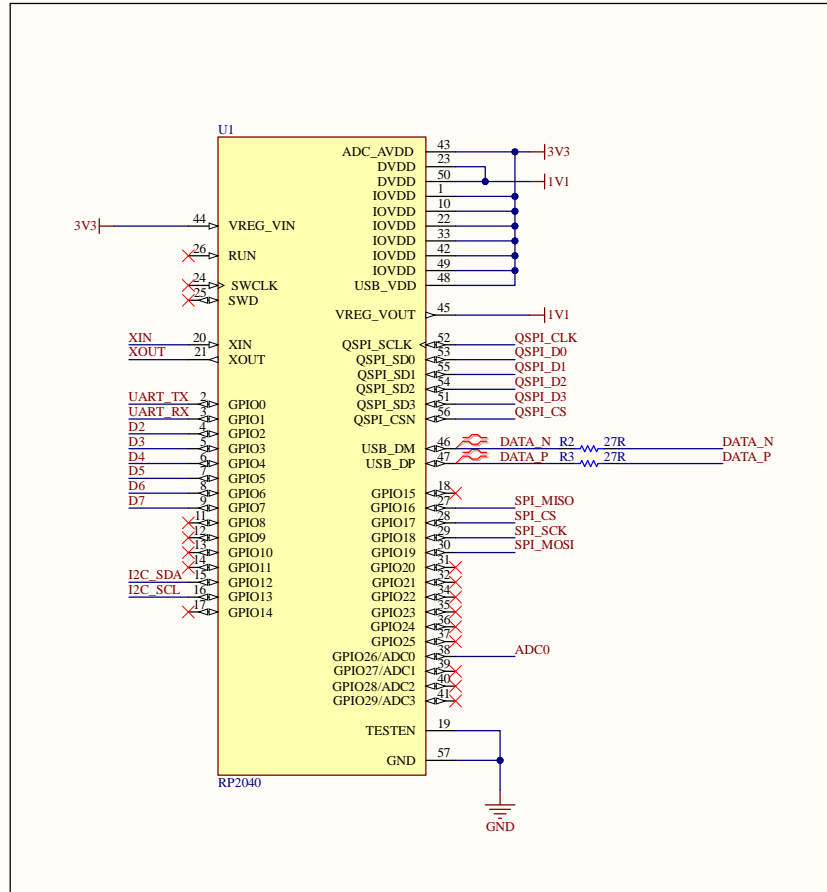 U1
44 VREG_VIN
3V3
26 RUN
24 SWCLK
25 SWD
XIN 20 XIN
XOUT 21 XOUT
UART_TX 2 GPIO0
UART_RX 3 GPIO1
D2 4 GPIO2
D3 5 GPIO3
D4 6 GPIO4
D5 7 GPIO5
D6 8 GPIO6
D7 9 GPIO7
11 GPIO8
12 GPIO9
13 GPIO10
14 GPIO11
I2C_SDA 15 GPIO12
I2C_SCL 16 GPIO13
17 GPIO14
ADC_AVDD 43 3V3
DVDD 23
DVDD 50 1V1
IOVDD 1
IOVDD 10
IOVDD 22
IOVDD 33
IOVDD 42
IOVDD 49
USB_VDD 48
VREG_VOUT 45 1V1
QSPI_SCLK 52 QSPI_CLK
QSPI_SD0 53 QSPI_D0
QSPI_SD1 55 QSPI_D1
QSPI_SD2 54 QSPI_D2
QSPI_SD3 51 QSPI_D3
QSPI_CSN 56 QSPI_CS
USB_DM 46 DATA_N R2 27R DATA_N
USB_DP 47 DATA_P R3 27R DATA_P
GPIO15 18
GPIO16 27 SPI_MISO
GPIO17 28 SPI_CS
GPIO18 29 SPI_SCK
GPIO19 30 SPI_MOSI
GPIO20 31
GPIO21 32
GPIO22 34
GPIO23 35
GPIO24 36
GPIO25 37
GPIO26/ADC0 38 ADC0
GPIO27/ADC1 39
GPIO28/ADC2 40
GPIO29/ADC3 41
TESTEN 19
GND 57
RP2040
GND